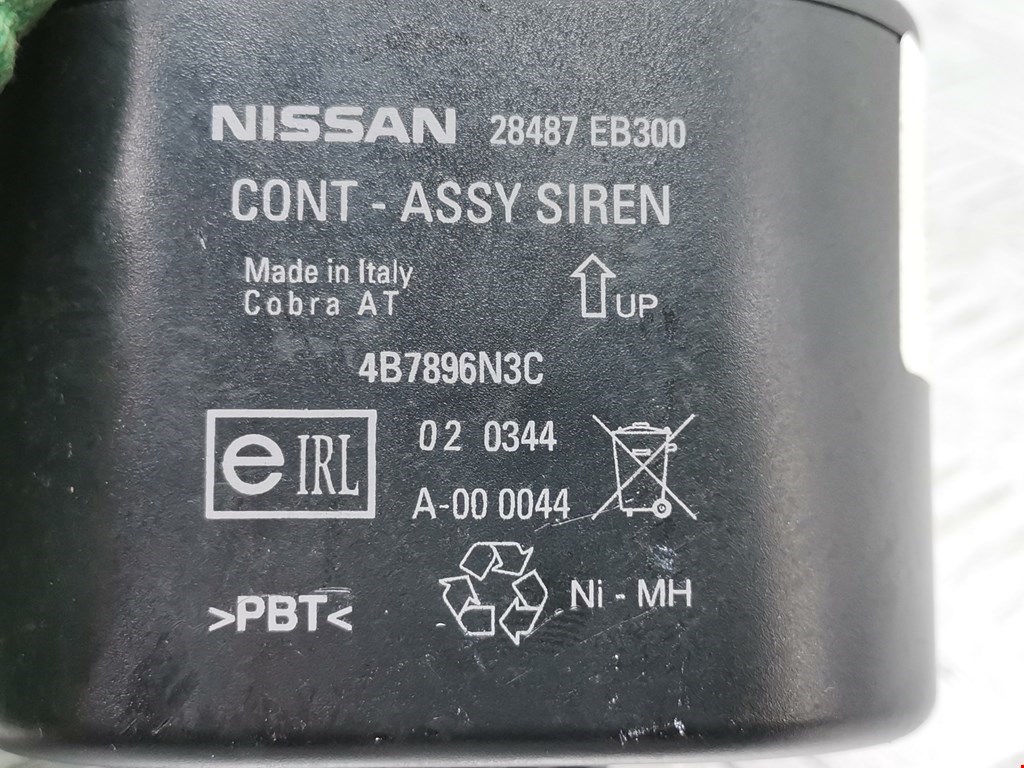 NISSAN 28487 EB300
CONT - ASSY SIREN
Made in Italy
Cobra AT
UP
4B7896N3C
e IRL
02 0344
A-00 0044
>PBT<
Ni - MH